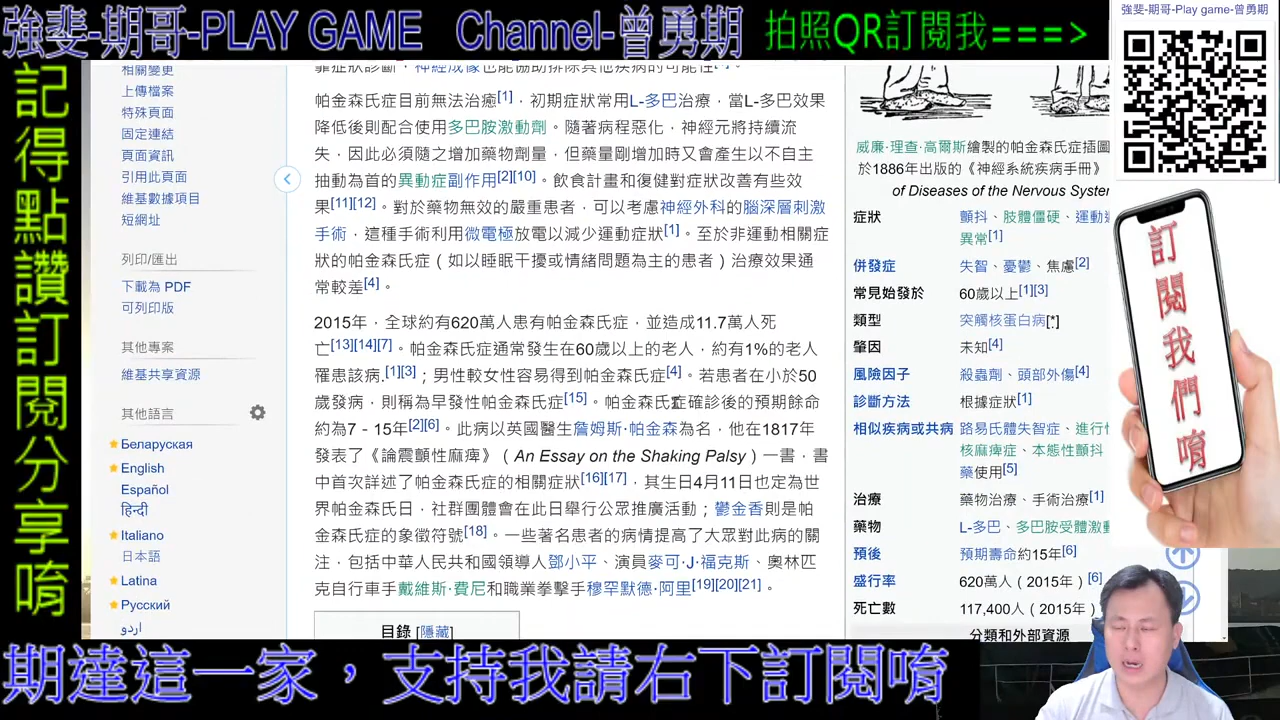 強斐-期哥-PLAY GAME Channel-曾勇期
拍照QR訂閱我===>
強斐-期哥-Play game-曾勇期
記得點讚訂閱分享唷
相關變更
上傳檔案
特殊頁面
固定連結
頁面資訊
引用此頁面
維基數據項目
短網址
列印/匯出
下載為 PDF
可列印版
其他專案
維基共享資源
其他語言
Беларуская
English
Español
हिन्दी
Italiano
日本語
Latina
Русский
اردو
靠症狀診斷，神經成像也能協助排除其他疾病的可能性
帕金森氏症目前無法治癒[1]，初期症狀常用L-多巴治療，當L-多巴效果
降低後則配合使用多巴胺激動劑。隨著病程惡化，神經元將持續流
失，因此必須隨之增加藥物劑量，但藥量剛增加時又會產生以不自主
抽動為首的異動症副作用[2][10]。飲食計畫和復健對症狀改善有些效
果[11][12]。對於藥物無效的嚴重患者，可以考慮神經外科的腦深層刺激
手術，這種手術利用微電極放電以減少運動症狀[1]。至於非運動相關症
狀的帕金森氏症（如以睡眠干擾或情緒問題為主的患者）治療效果通
常較差[4]。
2015年，全球約有620萬人患有帕金森氏症，並造成11.7萬人死
亡[13][14][7]。帕金森氏症通常發生在60歲以上的老人，約有1%的老人
罹患該病,[1][3]；男性較女性容易得到帕金森氏症[4]。若患者在小於50
歲發病，則稱為早發性帕金森氏症[15]。帕金森氏症確診後的預期餘命
約為7－15年[2][6]。此病以英國醫生詹姆斯·帕金森為名，他在1817年
發表了《論震顫性麻痺》（An Essay on the Shaking Palsy）一書，書
中首次詳述了帕金森氏症的相關症狀[16][17]，其生日4月11日也定為世
界帕金森氏日，社群團體會在此日舉行公眾推廣活動；鬱金香則是帕
金森氏症的象徵符號[18]。一些著名患者的病情提高了大眾對此病的關
注，包括中華人民共和國領導人鄧小平、演員麥可·J·福克斯、奧林匹
克自行車手戴維斯·費尼和職業拳擊手穆罕默德·阿里[19][20][21]。
目錄 [隱藏]
威廉·理查·高爾斯繪製的帕金森氏症插圖
於1886年出版的《神經系統疾病手冊》
of Diseases of the Nervous System
症狀 顫抖、肢體僵硬、運動遲
異常[1]
併發症 失智、憂鬱、焦慮[2]
常見始發於 60歲以上[1][3]
類型 突觸核蛋白病[*]
肇因 未知[4]
風險因子 殺蟲劑、頭部外傷[4]
診斷方法 根據症狀[1]
相似疾病或共病 路易氏體失智症、進行性
核麻痺症、本態性顫抖
藥使用[5]
治療 藥物治療、手術治療[1]
藥物 L-多巴、多巴胺受體激動
預後 預期壽命約15年[6]
盛行率 620萬人（2015年）[6]
死亡數 117,400人（2015年）
分類和外部資源
訂閱我們唷
期達這一家，支持我請右下訂閱唷